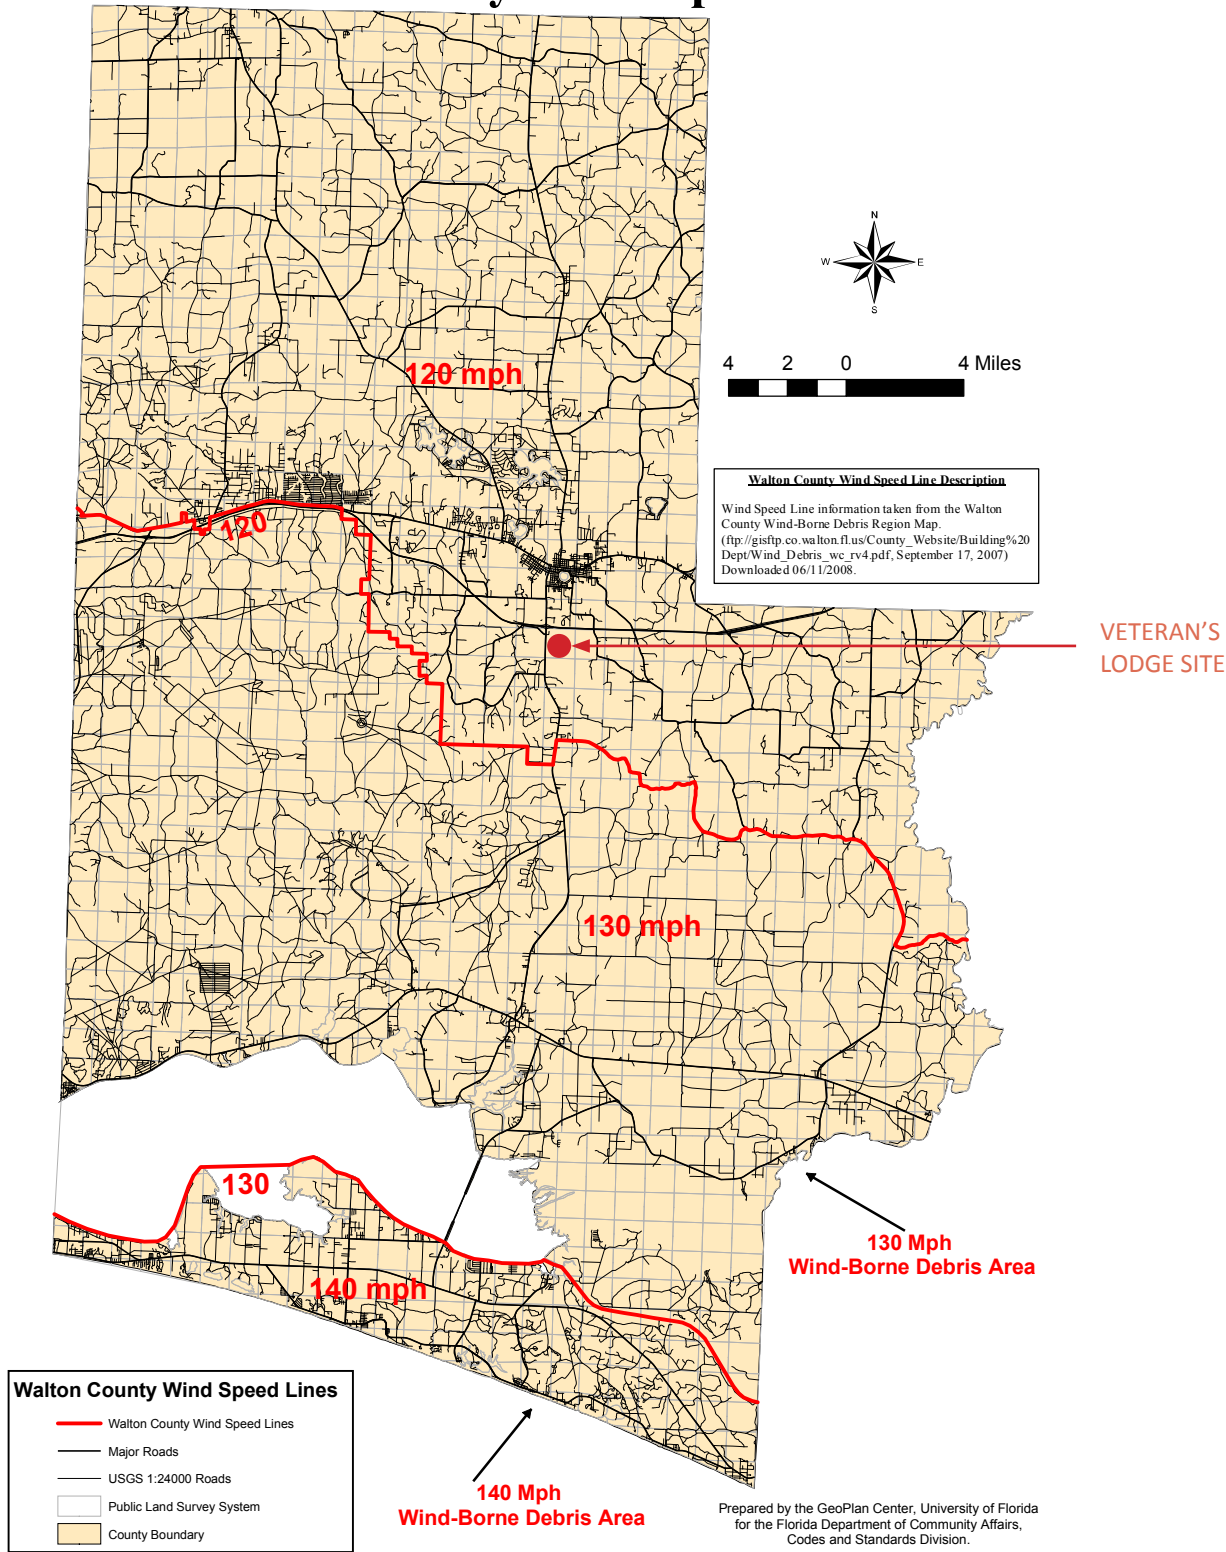 N
W
E
S
4 2 0 4 Miles
120 mph
Walton County Wind Speed Line Description
Wind Speed Line information taken from the Walton
County Wind-Borne Debris Region Map.
(ftp://gisftp.co.walton.fl.us/County_Website/Building%20
Dept/Wind_Debris_wc_rv4.pdf, September 17, 2007)
Downloaded 06/11/2008.
120
VETERAN'S
LODGE SITE
130 mph
130
130 Mph
Wind-Borne Debris Area
140 mph
Walton County Wind Speed Lines
Walton County Wind Speed Lines
Major Roads
USGS 1:24000 Roads
Public Land Survey System
County Boundary
140 Mph
Wind-Borne Debris Area
Prepared by the GeoPlan Center, University of Florida
for the Florida Department of Community Affairs,
Codes and Standards Division.